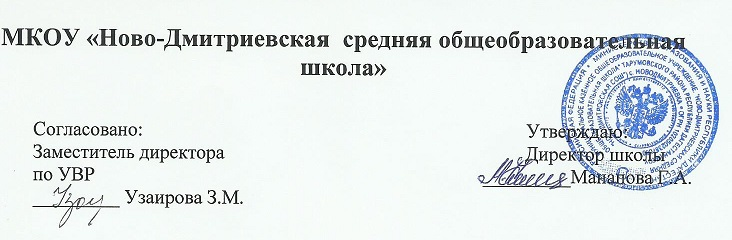 МКОУ «Ново-Дмитриевская средняя общеобразовательная
школа»
Согласовано:
Заместитель директора
по УВР
Узаирова З.М.
Утверждаю:
Директор школы
Мананова Г.А.